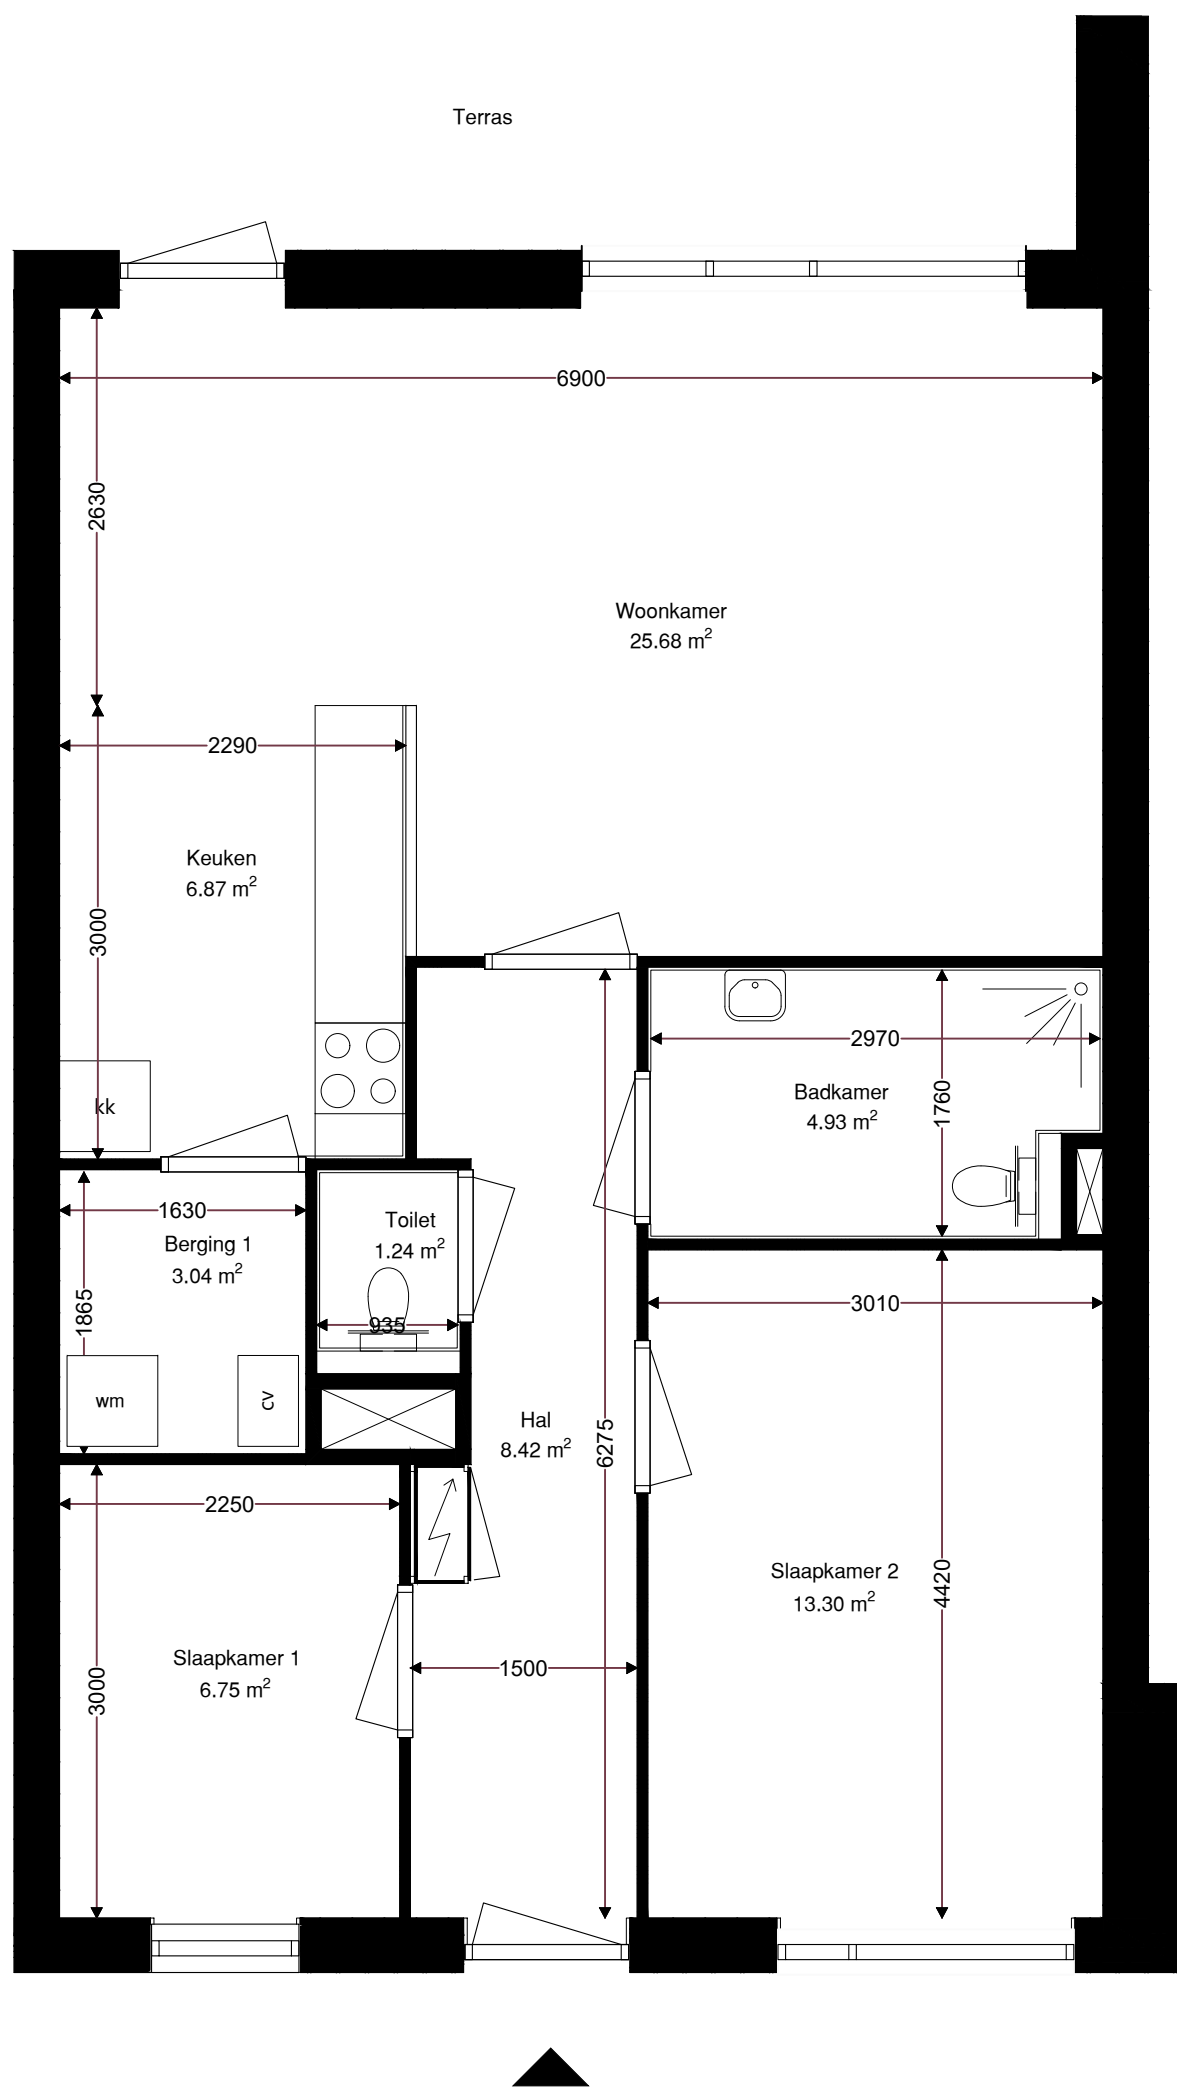 Terras
6900
2630
Woonkamer
25.68 m²
2290
Keuken
6.87 m²
3000
kk
2970
Badkamer
4.93 m²
1760
1630
Berging 1
3.04 m²
1865
wm
cv
Toilet
1.24 m²
935
3010
Hal
8.42 m²
6275
2250
Slaapkamer 1
6.75 m²
3000
1500
Slaapkamer 2
13.30 m²
4420